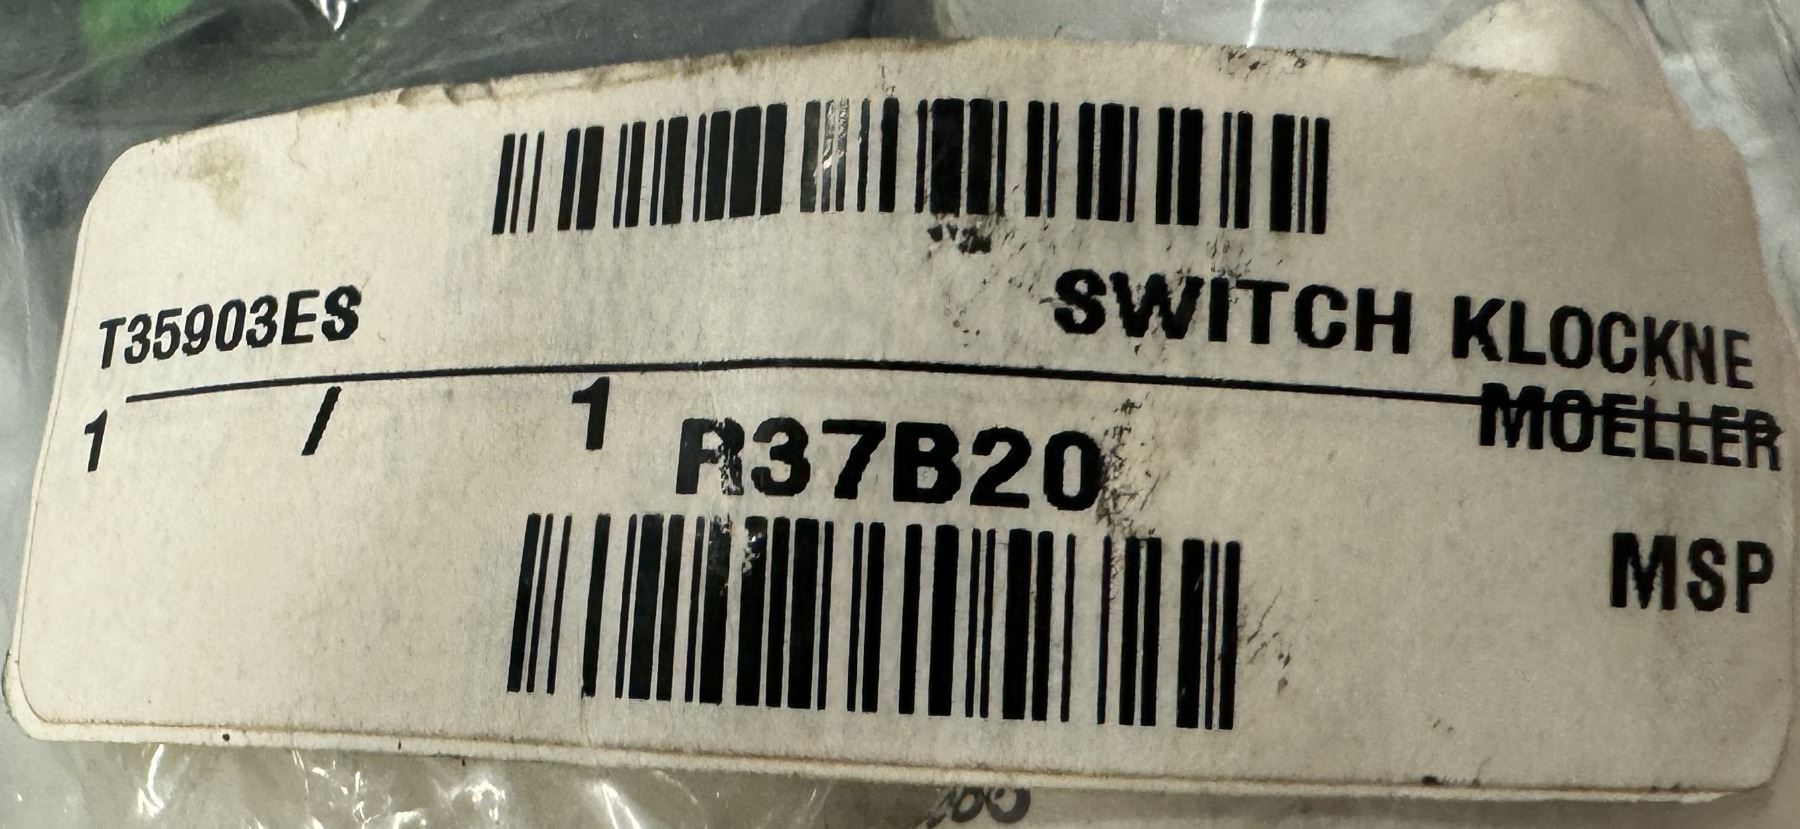 T35903ES SWITCH KLOCKNE
MOELLER
1 / 1 R37B20
MSP